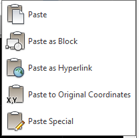 Paste
Paste as Block
Paste as Hyperlink
X,Y Paste to Original Coordinates
Paste Special